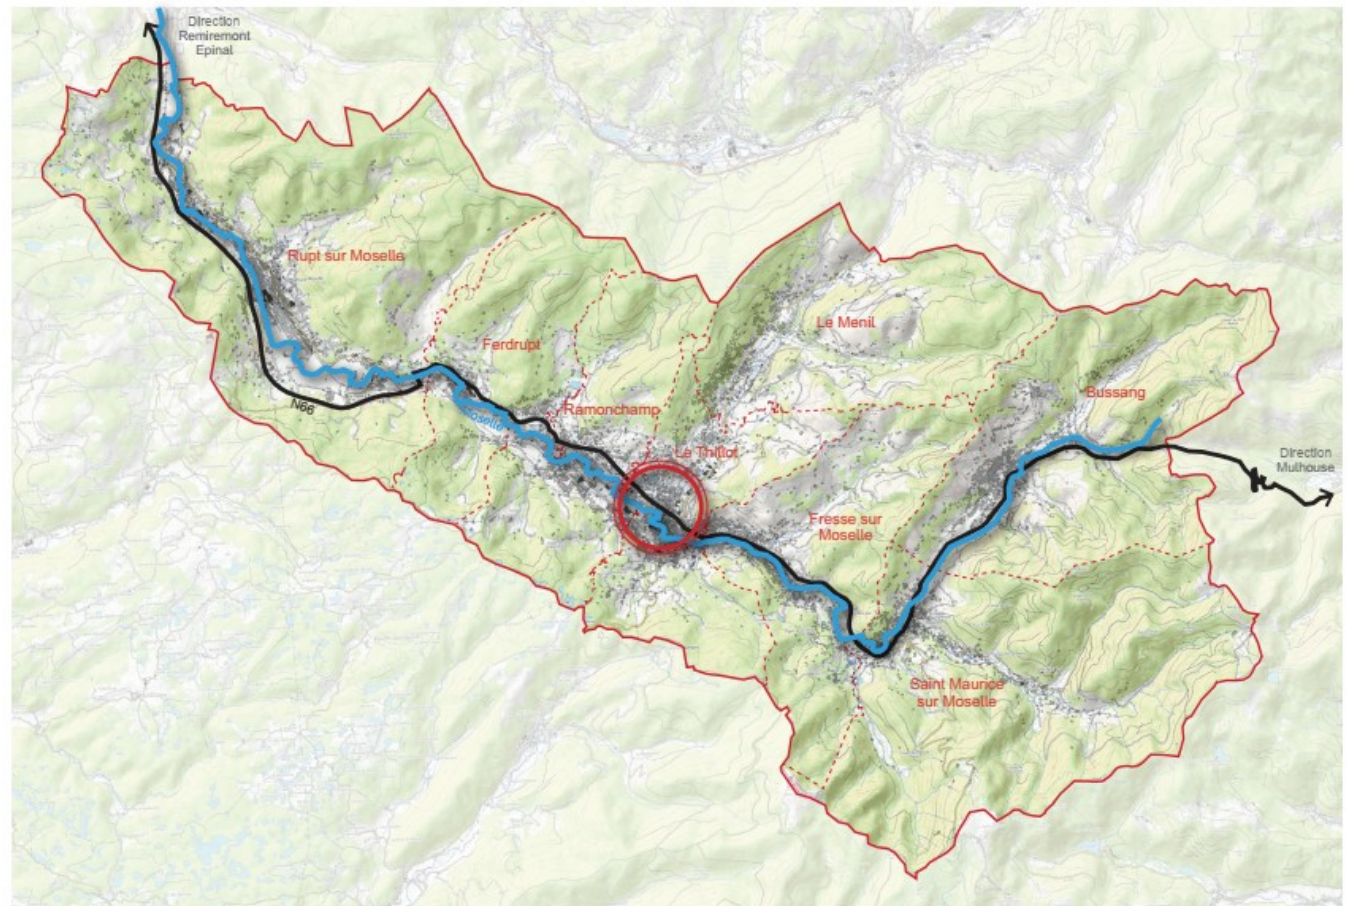 Direction
Remiremont
Epinal
Rupt sur Moselle
Le Menil
Ferdrupt
Bussang
N66
Ramonchamp
Moselle
Le Thillot
Direction
Mulhouse
Fresse sur
Moselle
Saint Maurice
sur Moselle